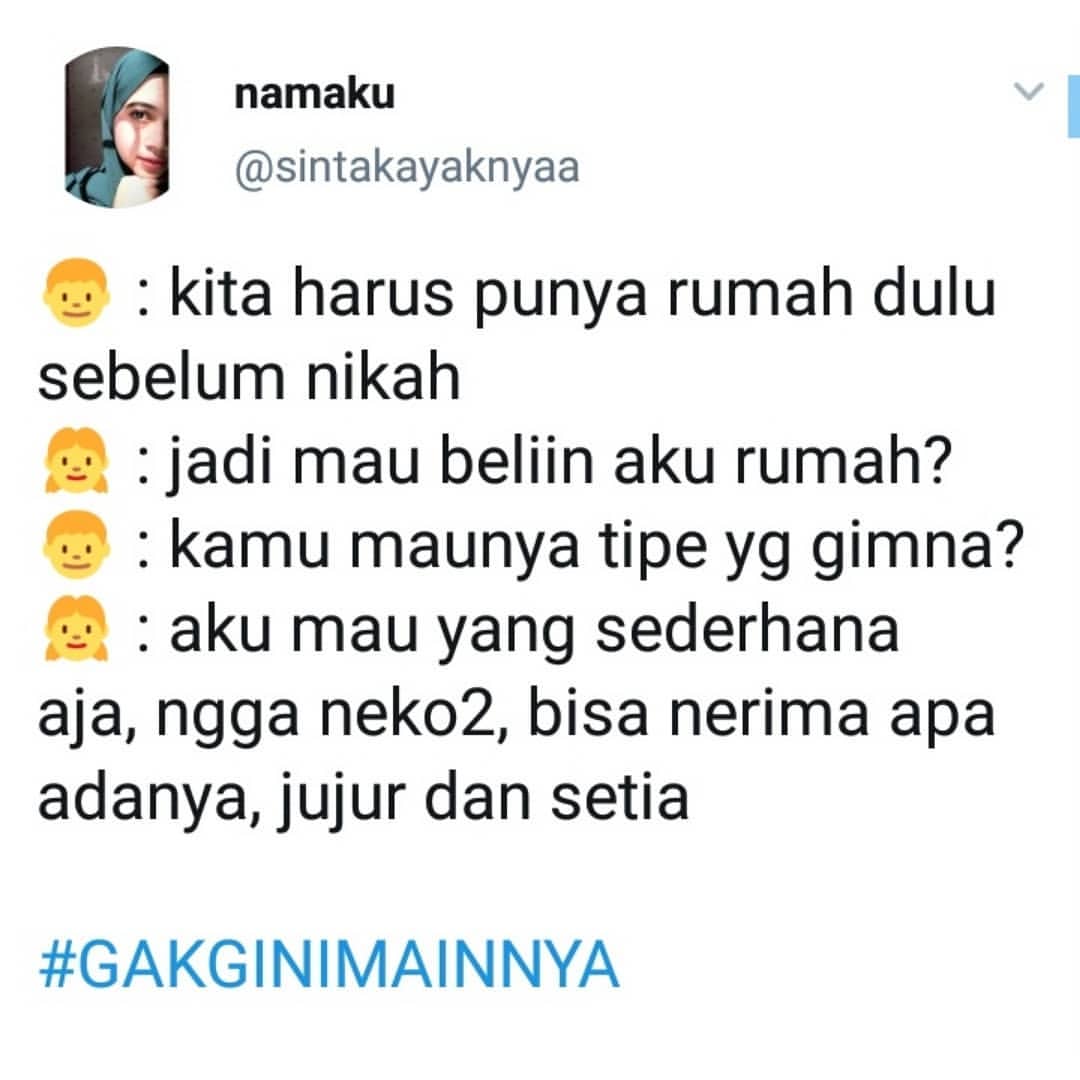 namaku
@sintakayaknyaa
👦 : kita harus punya rumah dulu
sebelum nikah
👧 : jadi mau beliin aku rumah?
👦 : kamu maunya tipe yg gimna?
👧 : aku mau yang sederhana
aja, ngga neko2, bisa nerima apa
adanya, jujur dan setia
#GAKGINIMAINNYA